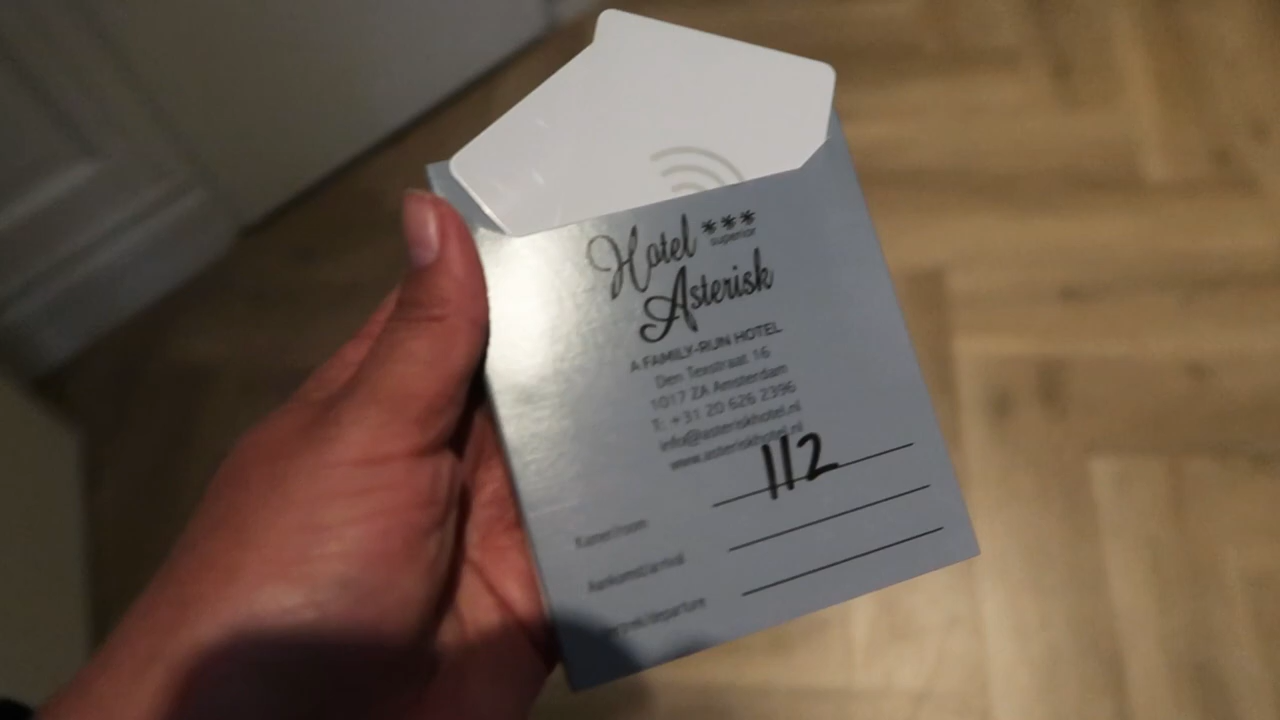 Hotel ***
superior
Asterisk
A FAMILY-RUN HOTEL
Den Texstraat 16
1017 ZA Amsterdam
T: +31 20 626 2396
info@asteriskhotel.nl
www.asteriskhotel.nl
Kamer/room 112
Aankomst/arrival
/departure